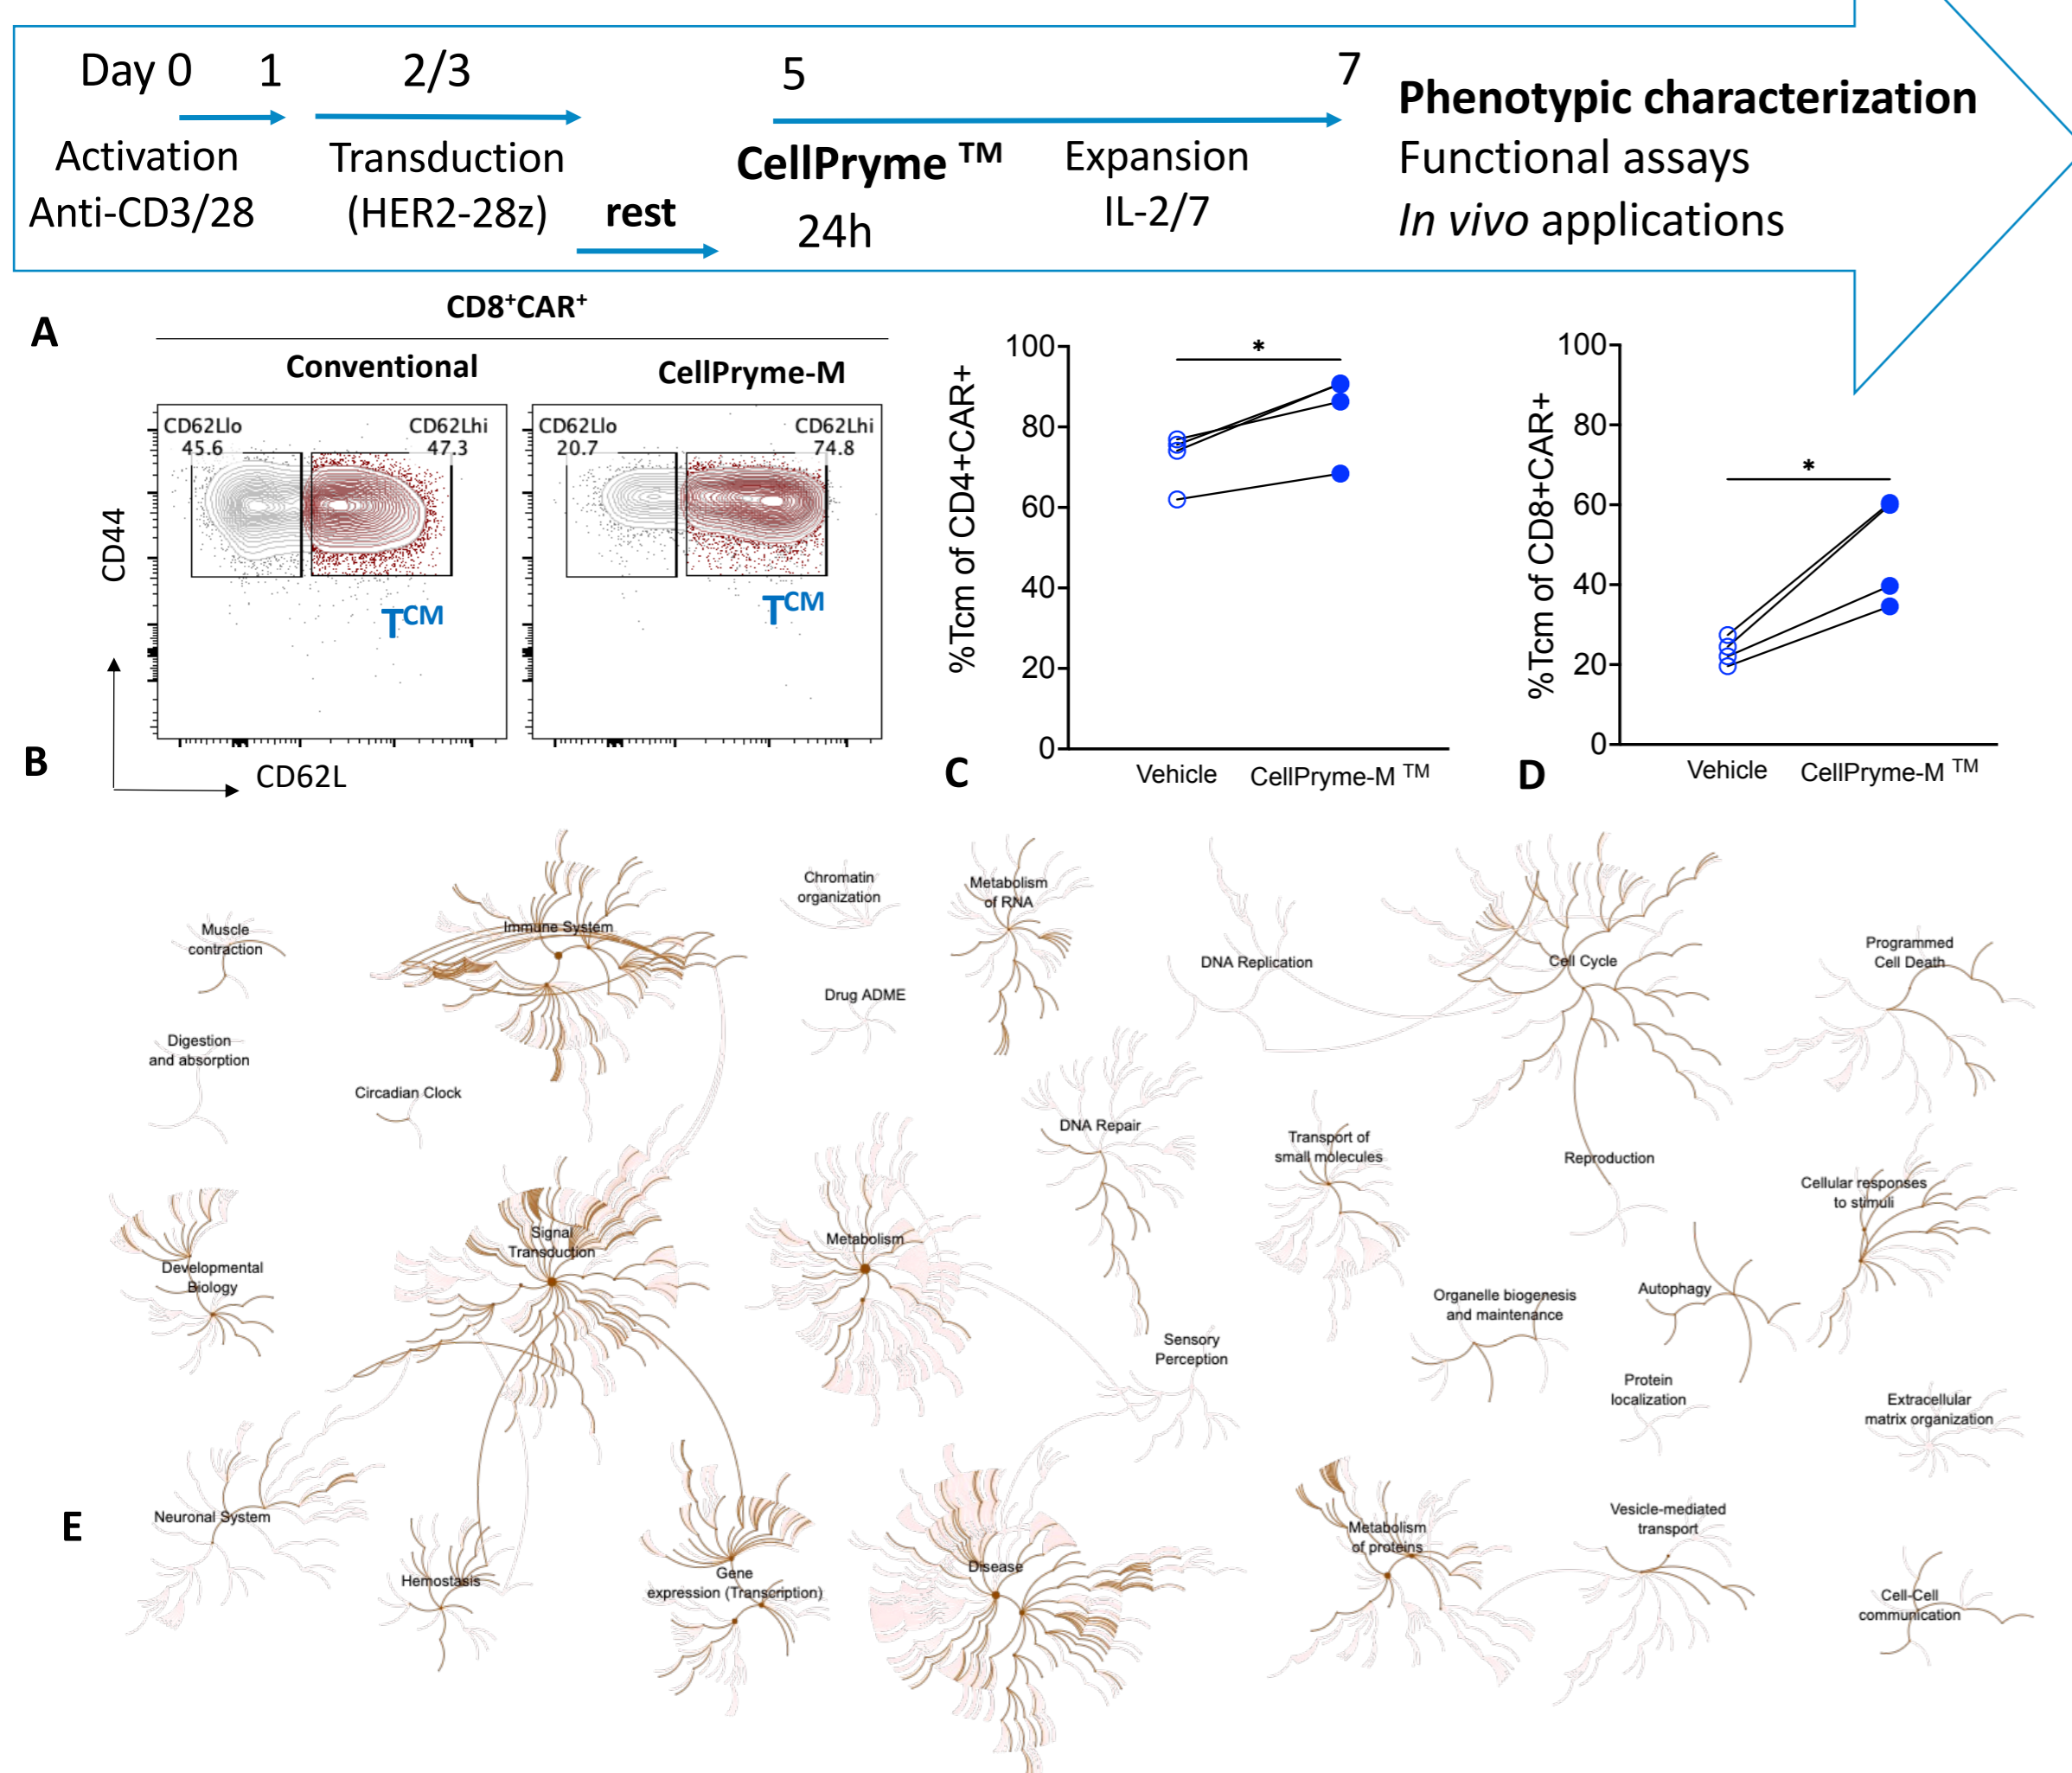 Day 0 1 2/3 5 7
Activation
Anti-CD3/28
Transduction
(HER2-28z)
rest
CellPryme TM
24h
Expansion
IL-2/7
Phenotypic characterization
Functional assays
In vivo applications
A
CD8+CAR+
Conventional
CellPryme-M
CD62Llo
45.6
CD62Lhi
47.3
CD62Llo
20.7
CD62Lhi
74.8
TCM
TCM
CD44
CD62L
B
%Tcm of CD4+CAR+
100
80
60
40
20
0
*
Vehicle
CellPryme-M TM
C
%Tcm of CD8+CAR+
100
80
60
40
20
0
*
Vehicle
CellPryme-M TM
D
Muscle
contraction
Immune System
Chromatin
organization
Metabolism
of RNA
DNA Replication
Cell Cycle
Programmed
Cell Death
Drug ADME
Digestion
and absorption
Circadian Clock
DNA Repair
Transport of
small molecules
Reproduction
Cellular responses
to stimuli
Developmental
Biology
Signal
Transduction
Metabolism
Organelle biogenesis
and maintenance
Autophagy
Sensory
Perception
Protein
localization
Extracellular
matrix organization
E
Neuronal System
Hemostasis
Gene
expression (Transcription)
Disease
Metabolism
of proteins
Vesicle-mediated
transport
Cell-Cell
communication